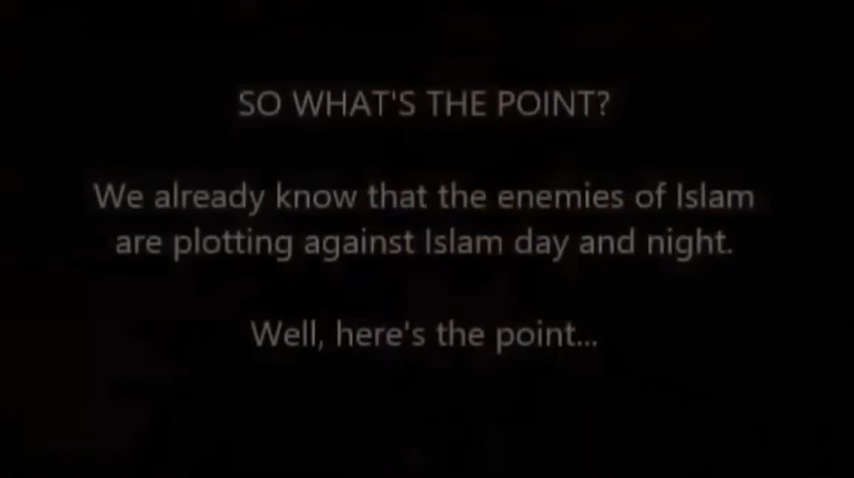 SO WHAT'S THE POINT?
We already know that the enemies of Islam
are plotting against Islam day and night.
Well, here's the point...